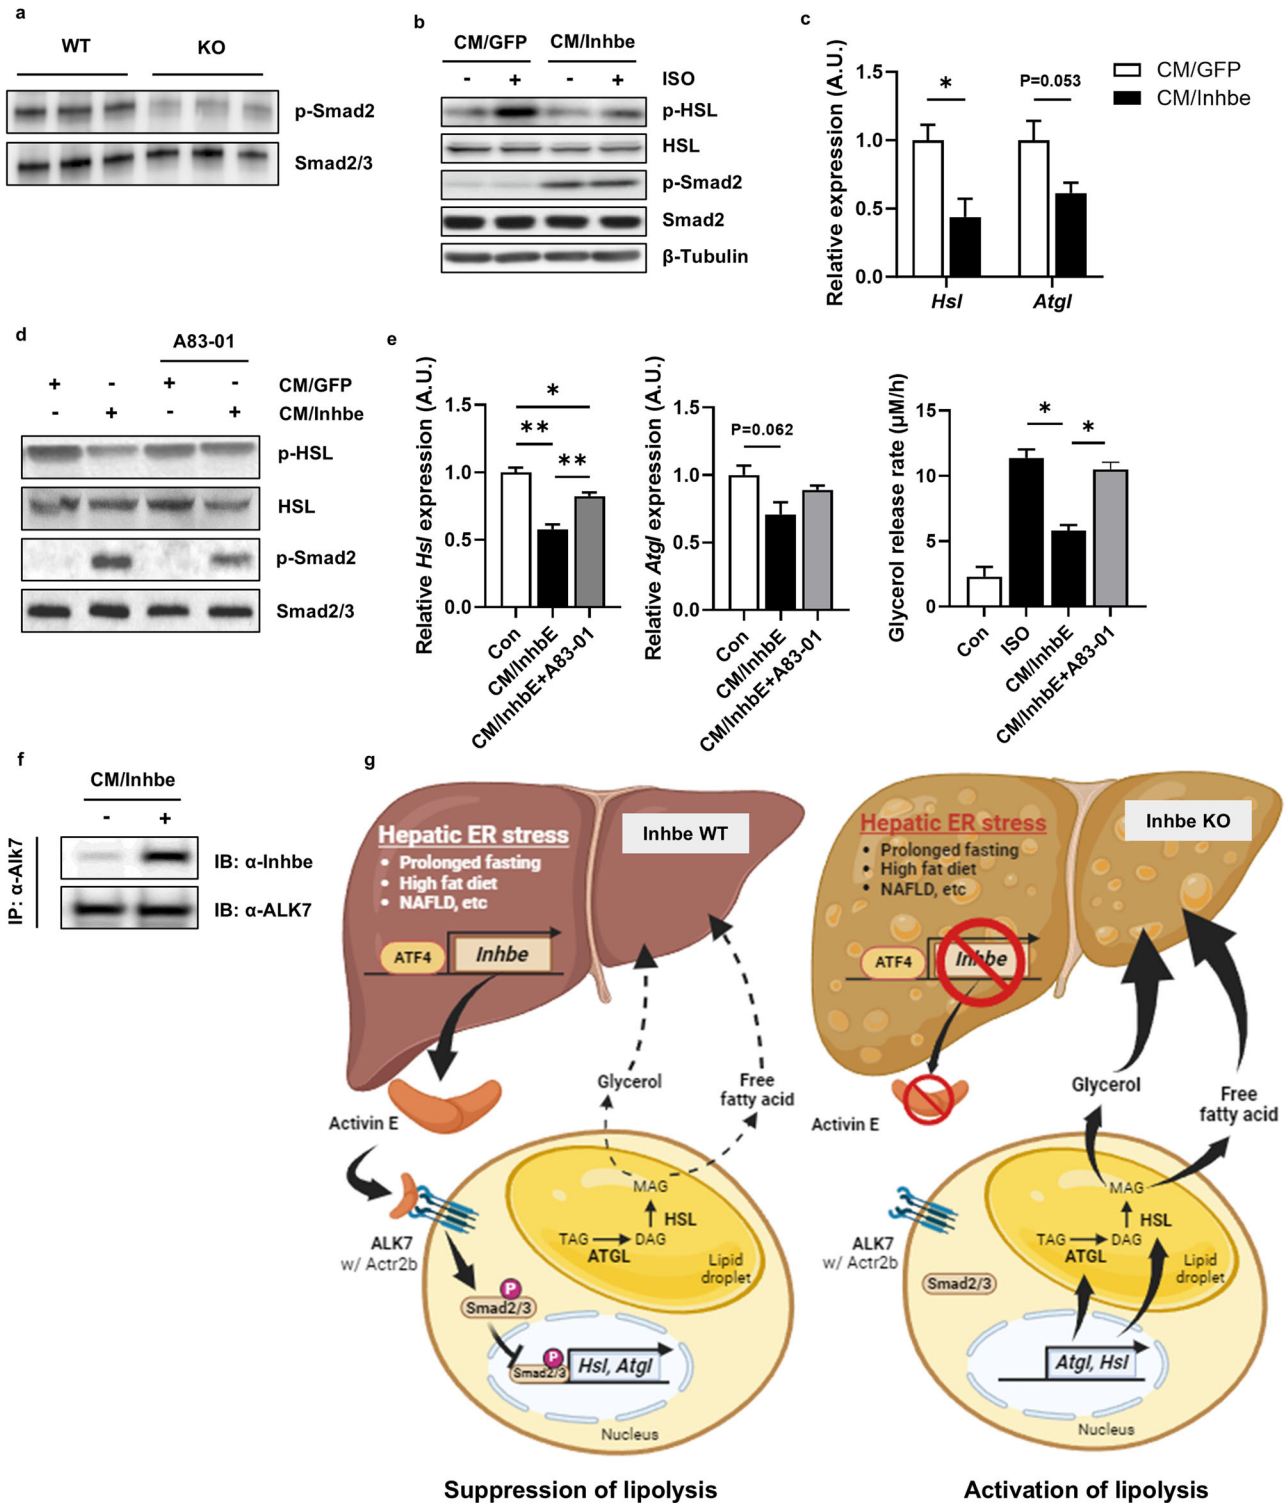 a
WT KO
p-Smad2
Smad2/3
b
CM/GFP CM/Inhbe
- + - + ISO
p-HSL
HSL
p-Smad2
Smad2
β-Tubulin
c
Relative expression (A.U.)
1.5
1.0
0.5
0.0
*
P=0.053
Hsl Atgl
CM/GFP
CM/Inhbe
d
A83-01
+ - + - CM/GFP
- + - + CM/Inhbe
p-HSL
HSL
p-Smad2
Smad2/3
e
Relative Hsl expression (A.U.)
1.5
1.0
0.5
0.0
*
** **
Con
CM/InhbE
CM/InhbE+A83-01
Relative Atgl expression (A.U.)
1.5
1.0
0.5
0.0
P=0.062
Con
CM/InhbE
CM/InhbE+A83-01
Glycerol release rate (µM/h)
15
10
5
0
* *
Con
ISO
CM/InhbE
CM/InhbE+A83-01
f
CM/Inhbe
- +
IP: α-Alk7
IB: α-Inhbe
IB: α-ALK7
g
Hepatic ER stress
• Prolonged fasting
• High fat diet
• NAFLD, etc
Inhbe WT
ATF4 Inhbe
Activin E
Glycerol
Free
fatty acid
ALK7
w/ Actr2b
MAG
HSL
TAG DAG
ATGL
Lipid
droplet
P
Smad2/3
P
Smad2/3
Hsl, Atgl
Nucleus
Suppression of lipolysis
Hepatic ER stress
• Prolonged fasting
• High fat diet
• NAFLD, etc
Inhbe KO
ATF4 Inhbe
Activin E
Glycerol
Free
fatty acid
ALK7
w/ Actr2b
MAG
HSL
TAG DAG
ATGL
Lipid
droplet
Smad2/3
Atgl, Hsl
Nucleus
Activation of lipolysis